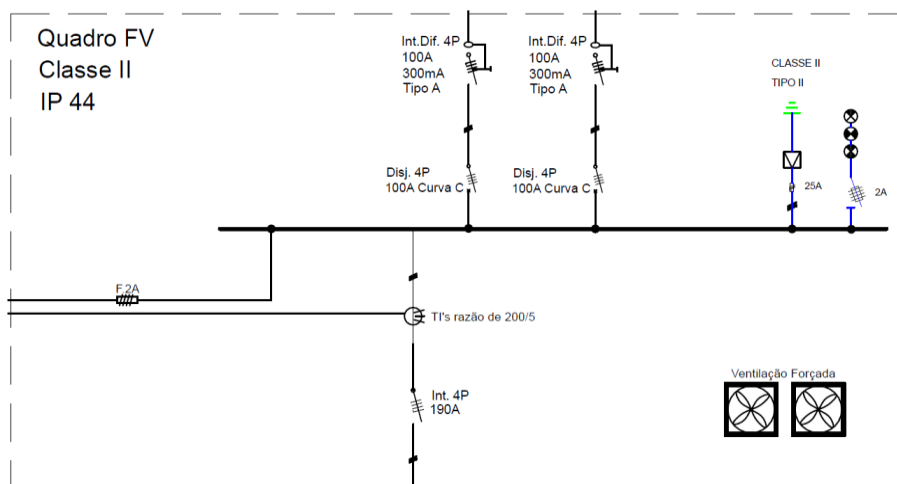 Quadro FV
Classe II
IP 44
Int.Dif. 4P
100A
300mA
Tipo A
Int.Dif. 4P
100A
300mA
Tipo A
CLASSE II
TIPO II
Disj. 4P
100A Curva C
Disj. 4P
100A Curva C
25A
2A
F.2A
TI's razão de 200/5
Int. 4P
190A
Ventilação Forçada